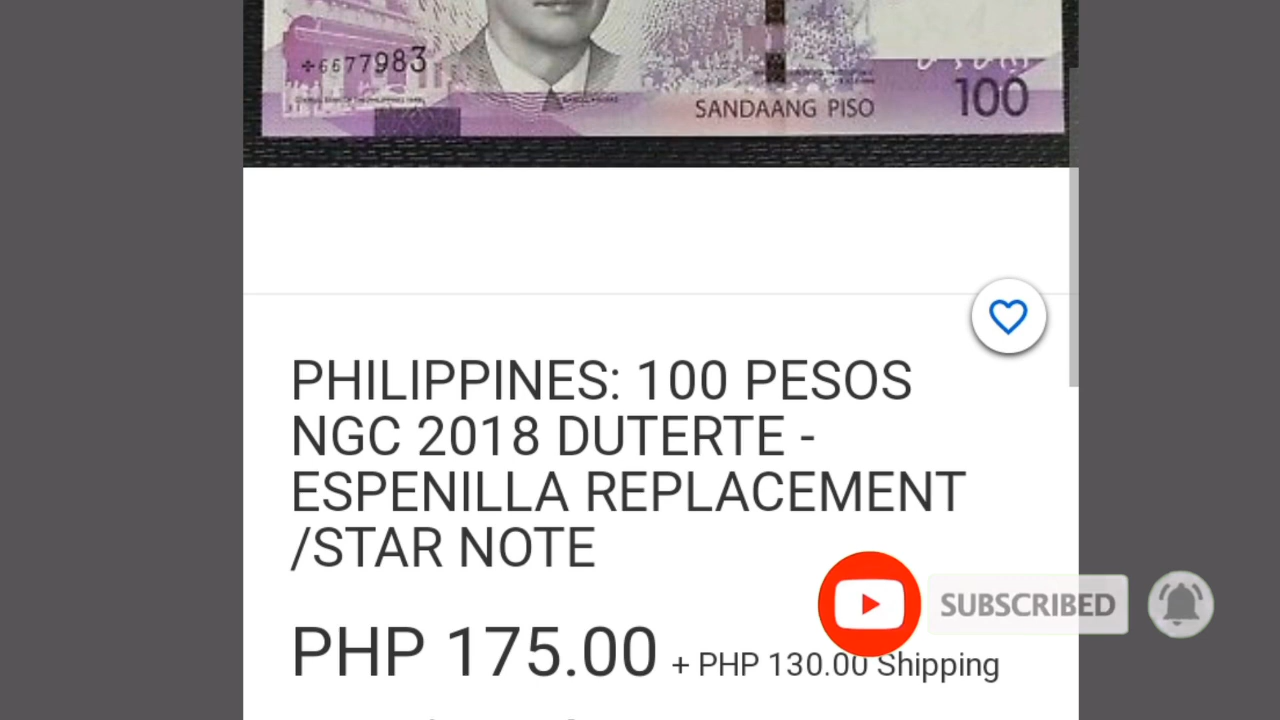 +6677983
SANDAANG PISO
100
PHILIPPINES: 100 PESOS
NGC 2018 DUTERTE -
ESPENILLA REPLACEMENT
/STAR NOTE
PHP 175.00 + PHP 130.00 Shipping
SUBSCRIBED